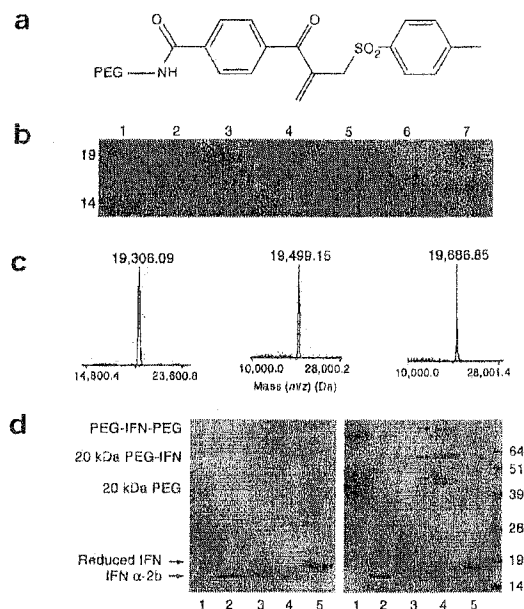 a
O
O
SO2
PEG NH
b
1 2 3 4 5 6 7
19
14
c
19,306.09 19,499.15 19,686.85
14,800.4 23,600.8 10,000.0 28,000.2 10,000.0 28,001.4
Mass (m/z) (Da)
d
PEG-IFN-PEG
20 kDa PEG-IFN
20 kDa PEG
Reduced IFN
IFN α-2b
64
51
39
28
19
14
1 2 3 4 5 1 2 3 4 5